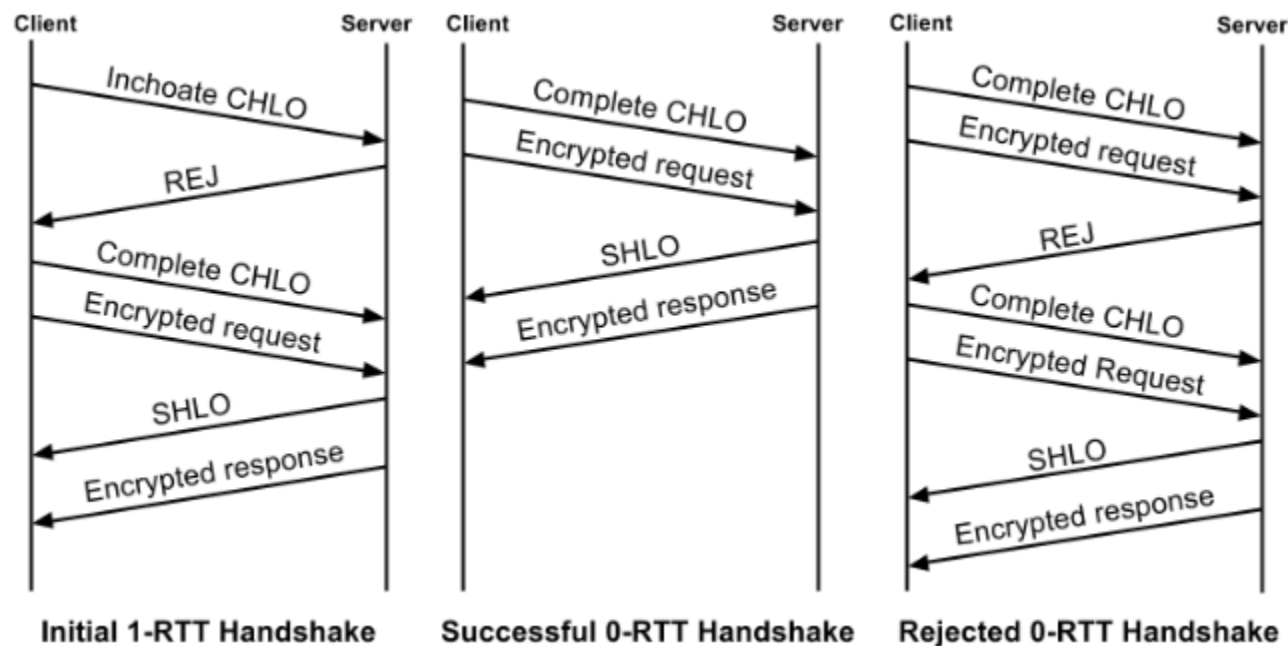 Client Server
Inchoate CHLO
REJ
Complete CHLO
Encrypted request
SHLO
Encrypted response
Initial 1-RTT Handshake
Client Server
Complete CHLO
Encrypted request
SHLO
Encrypted response
Successful 0-RTT Handshake
Client Server
Complete CHLO
Encrypted request
REJ
Complete CHLO
Encrypted Request
SHLO
Encrypted response
Rejected 0-RTT Handshake